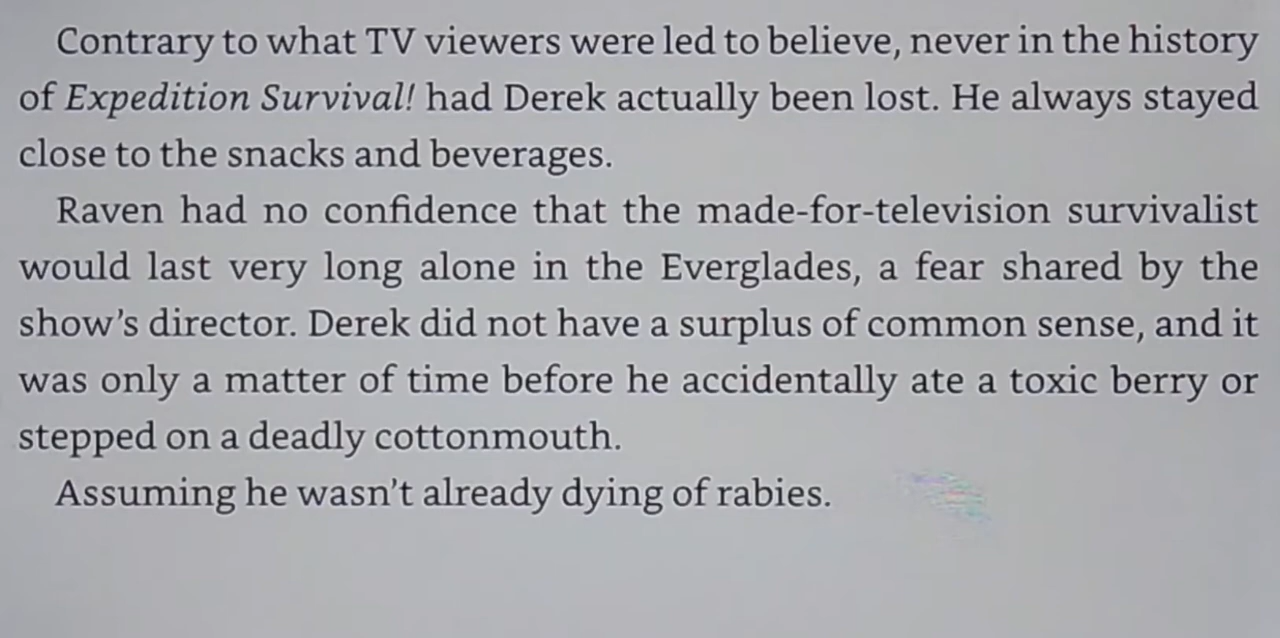 Contrary to what TV viewers were led to believe, never in the history
of Expedition Survival! had Derek actually been lost. He always stayed
close to the snacks and beverages.
Raven had no confidence that the made-for-television survivalist
would last very long alone in the Everglades, a fear shared by the
show’s director. Derek did not have a surplus of common sense, and it
was only a matter of time before he accidentally ate a toxic berry or
stepped on a deadly cottonmouth.
Assuming he wasn’t already dying of rabies.